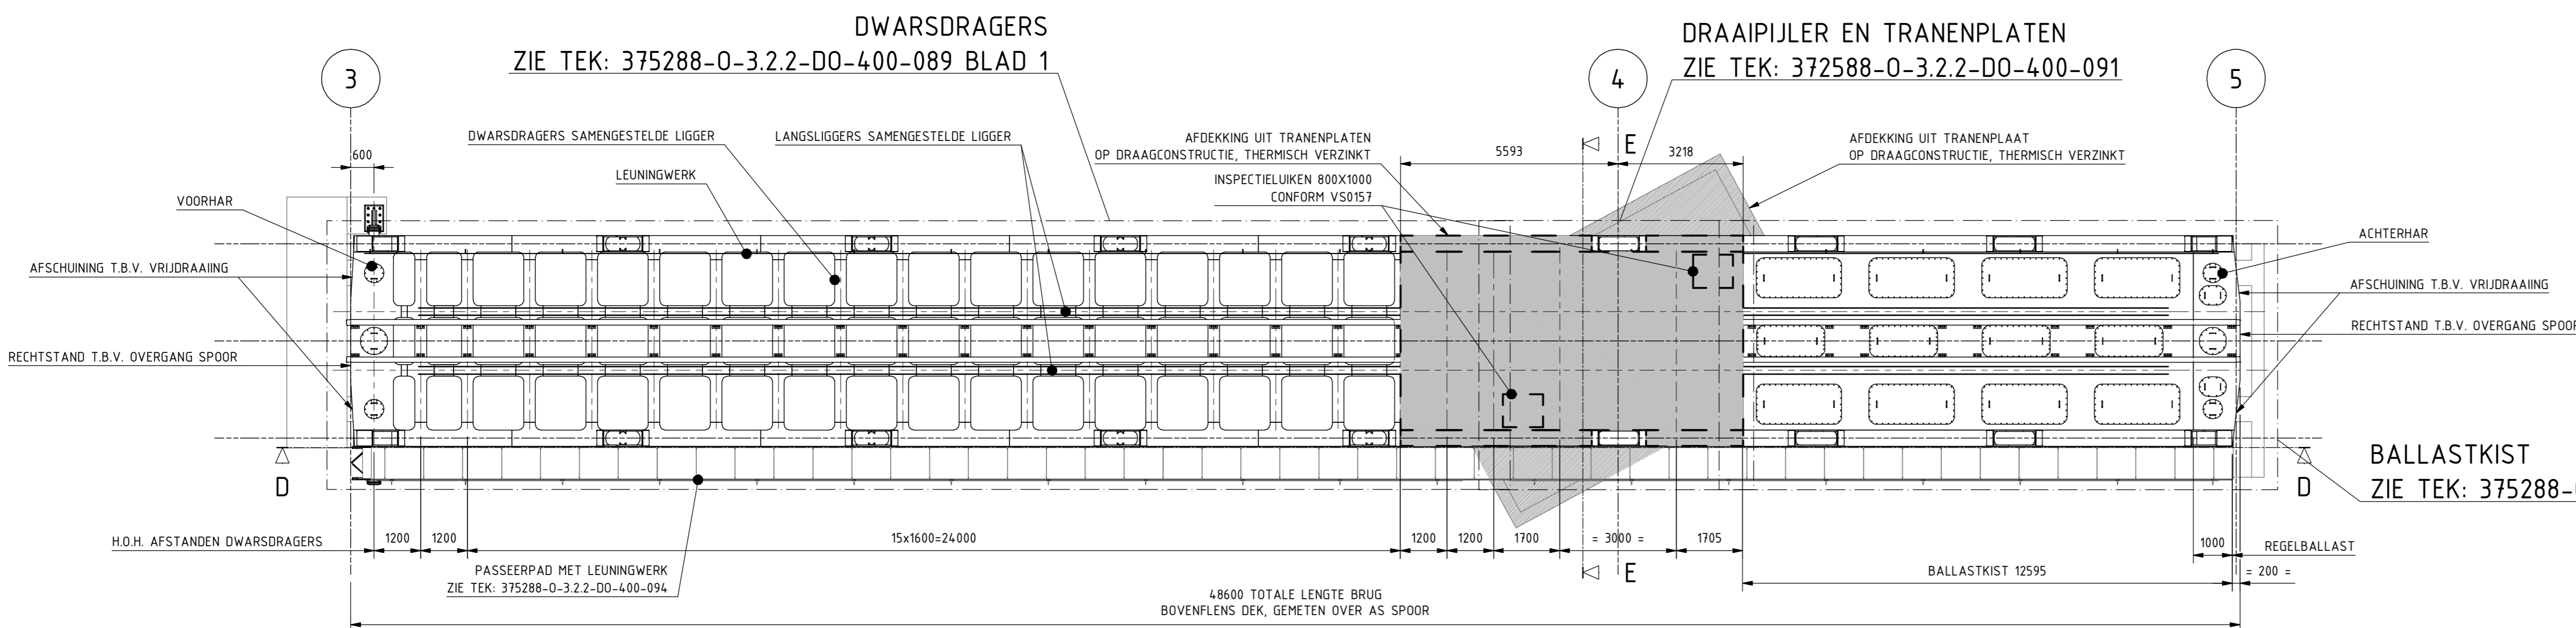 DWARSDRAGERS
ZIE TEK: 375288-O-3.2.2-DO-400-089 BLAD 1
DRAAIPIJLER EN TRANENPLATEN
ZIE TEK: 372588-O-3.2.2-DO-400-091
3
4
5
DWARSDRAGERS SAMENGESTELDE LIGGER
LANGSLIGGERS SAMENGESTELDE LIGGER
AFDEKKING UIT TRANENPLATEN
OP DRAAGCONSTRUCTIE, THERMISCH VERZINKT
E
AFDEKKING UIT TRANENPLAAT
OP DRAAGCONSTRUCTIE, THERMISCH VERZINKT
600
5593
3218
LEUNINGWERK
INSPECTIELUIKEN 800X1000
CONFORM VS0157
VOORHAR
ACHTERHAR
AFSCHUINING T.B.V. VRIJDRAAIING
AFSCHUINING T.B.V. VRIJDRAAIING
RECHTSTAND T.B.V. OVERGANG SPOOR
RECHTSTAND T.B.V. OVERGANG SPOOR
D
D
BALLASTKIST
ZIE TEK: 375288-
H.O.H. AFSTANDEN DWARSDRAGERS
1200
1200
15x1600=24000
1200
1200
1700
= 3000 =
1705
1000
REGELBALLAST
PASSEERPAD MET LEUNINGWERK
ZIE TEK: 375288-O-3.2.2-DO-400-094
E
BALLASTKIST 12595
= 200 =
48600 TOTALE LENGTE BRUG
BOVENFLENS DEK, GEMETEN OVER AS SPOOR